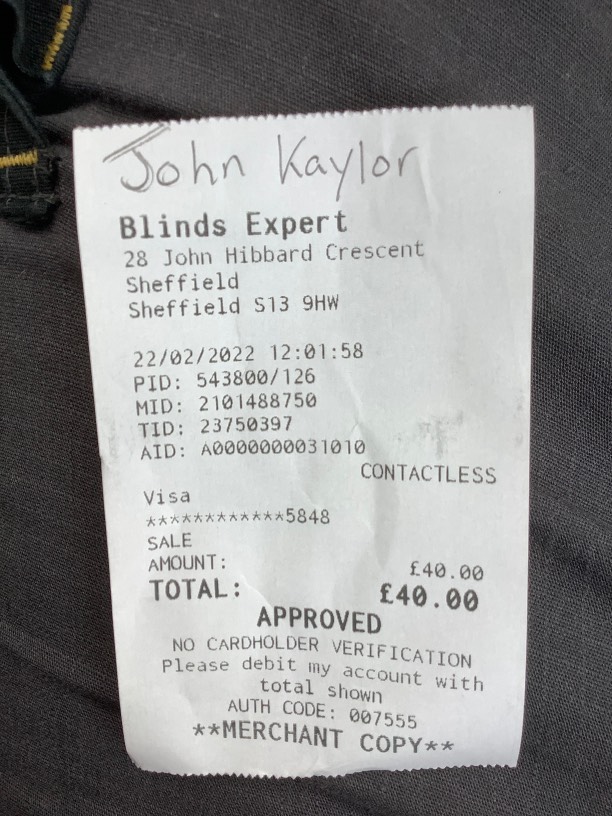 John Kaylor
Blinds Expert
28 John Hibbard Crescent
Sheffield
Sheffield S13 9HW
22/02/2022 12:01:58
PID: 543800/126
MID: 2101488750
TID: 23750397
AID: A0000000031010
CONTACTLESS
Visa
************5848
SALE
AMOUNT: £40.00
TOTAL: £40.00
APPROVED
NO CARDHOLDER VERIFICATION
Please debit my account with
total shown
AUTH CODE: 007555
**MERCHANT COPY**